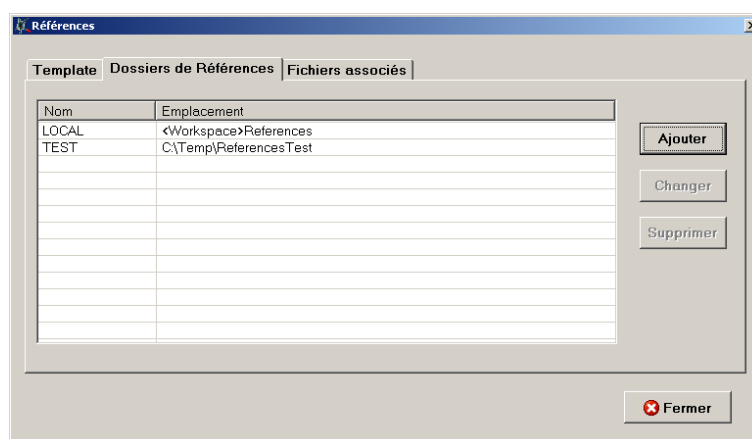 Références
Template Dossiers de Références Fichiers associés
Nom Emplacement
LOCAL <Workspace>References
TEST C:\Temp\ReferencesTest
Ajouter
Changer
Supprimer
Fermer